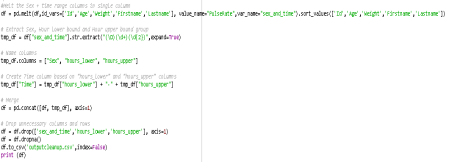 #melt the Sex + time range columns in single column
df = pd.melt(df,id_vars=['Id','Age','Weight','Firstname','Lastname'], value_name="PulseRate",var_name="sex_and_time").sort_values(['Id','Age','Weight','Firstname','Lastname'])
# Extract Sex, Hour lower bound and Hour upper bound group
tmp_df = df["sex_and_time"].str.extract("(\D)(\d+)(\d{2})",expand=True)
# Name columns
tmp_df.columns = ["Sex", "hours_lower", "hours_upper"]
# Create Time column based on "hours_lower" and "hours_upper" columns
tmp_df["Time"] = tmp_df["hours_lower"] + "-" + tmp_df["hours_upper"]
# Merge
df = pd.concat([df, tmp_df], axis=1)
# Drop unnecessary columns and rows
df = df.drop(['sex_and_time','hours_lower','hours_upper'], axis=1)
df = df.dropna()
df.to_csv('outputcleanup.csv',index=False)
print (df)